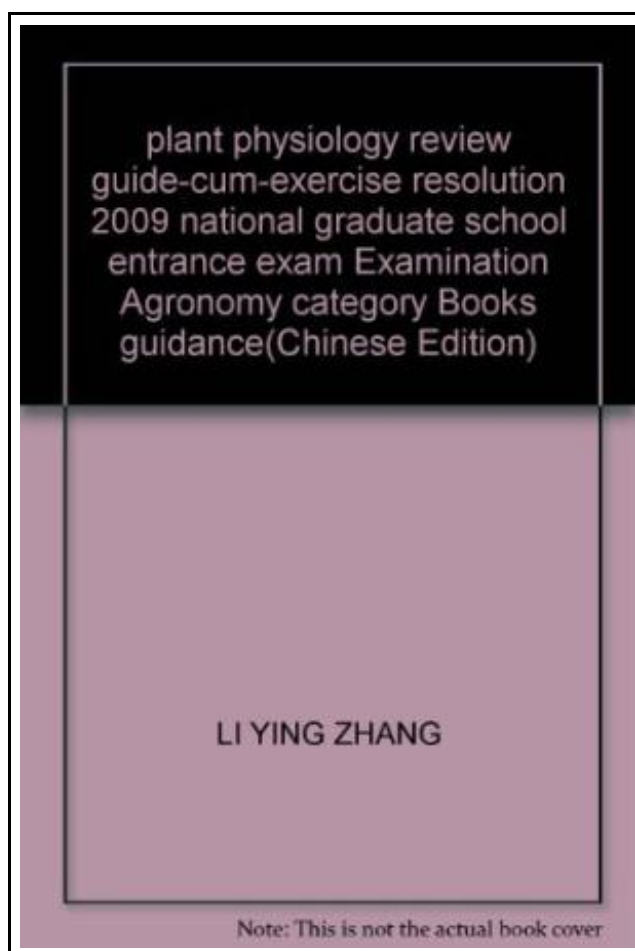 plant physiology review
guide-cum-exercise resolution
2009 national graduate school
entrance exam Examination
Agronomy category Books
guidance(Chinese Edition)
LI YING ZHANG
Note: This is not the actual book cover